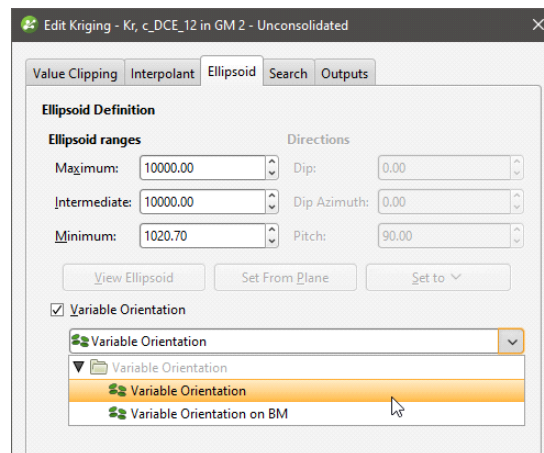 Edit Kriging - Kr, c_DCE_12 in GM 2 - Unconsolidated
Value Clipping Interpolant Ellipsoid Search Outputs
Ellipsoid Definition
Ellipsoid ranges Directions
Maximum: 10000.00 Dip: 0.00
Intermediate: 10000.00 Dip Azimuth: 0.00
Minimum: 1020.70 Pitch: 90.00
View Ellipsoid Set From Plane Set to
Variable Orientation
Variable Orientation
Variable Orientation
Variable Orientation
Variable Orientation on BM